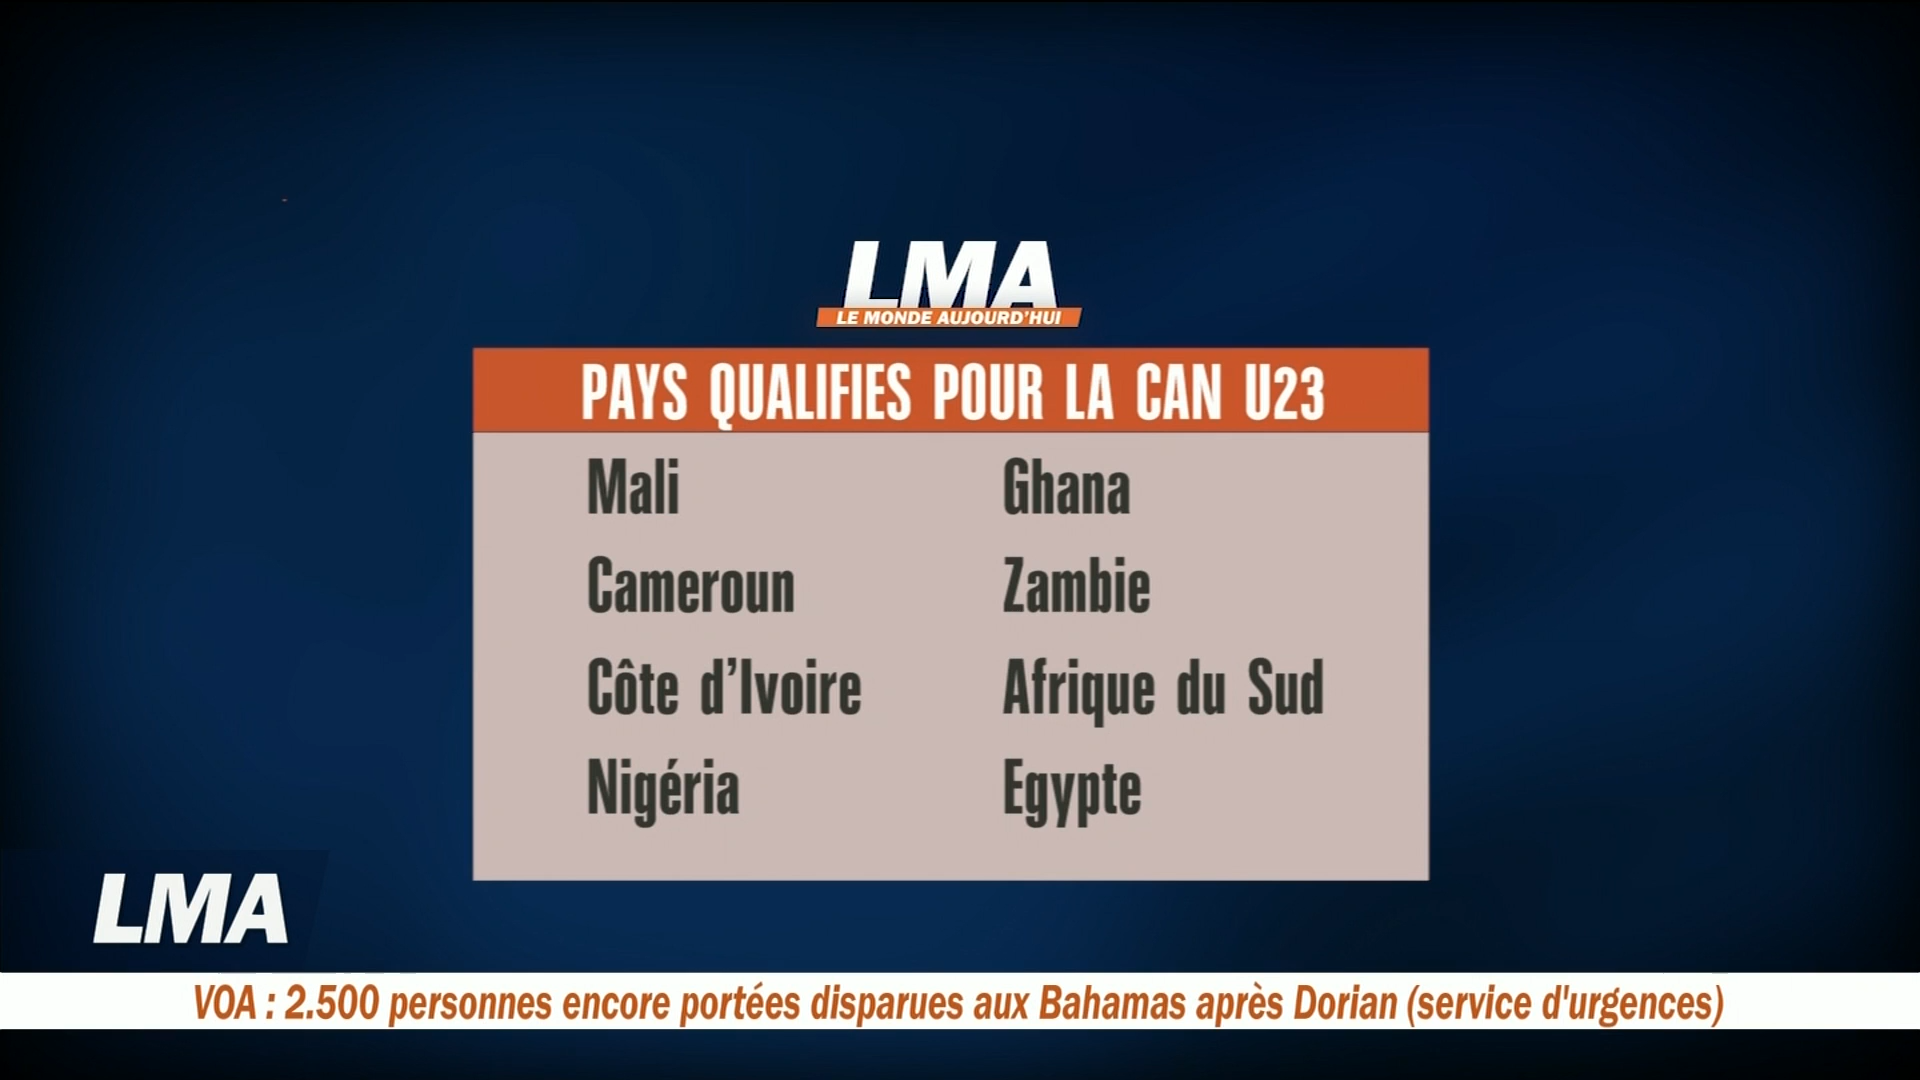 LMA
LE MONDE AUJOURD'HUI
PAYS QUALIFIES POUR LA CAN U23
Mali Ghana
Cameroun Zambie
Côte d'Ivoire Afrique du Sud
Nigéria Egypte
LMA
VOA : 2.500 personnes encore portées disparues aux Bahamas après Dorian (service d'urgences)